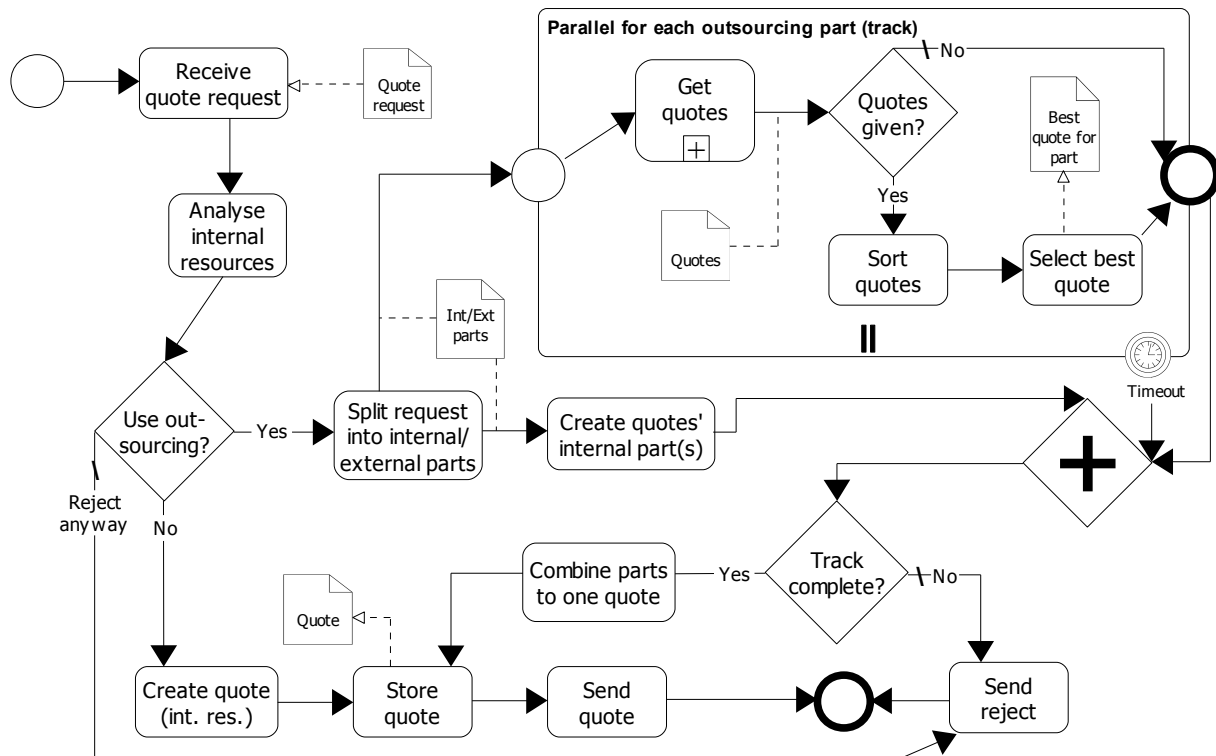 Parallel for each outsourcing part (track)
Receive
quote request
Quote
request
Get
quotes
Quotes
given?
No
Best
quote for
part
Yes
Analyse
internal
resources
Quotes
Sort
quotes
Select best
quote
Int/Ext
parts
Timeout
Use out-
sourcing?
Yes
Split request
into internal/
external parts
Create quotes'
internal part(s)
Reject
anyway
No
Combine parts
to one quote
Yes
Track
complete?
No
Quote
Create quote
(int. res.)
Store
quote
Send
quote
Send
reject